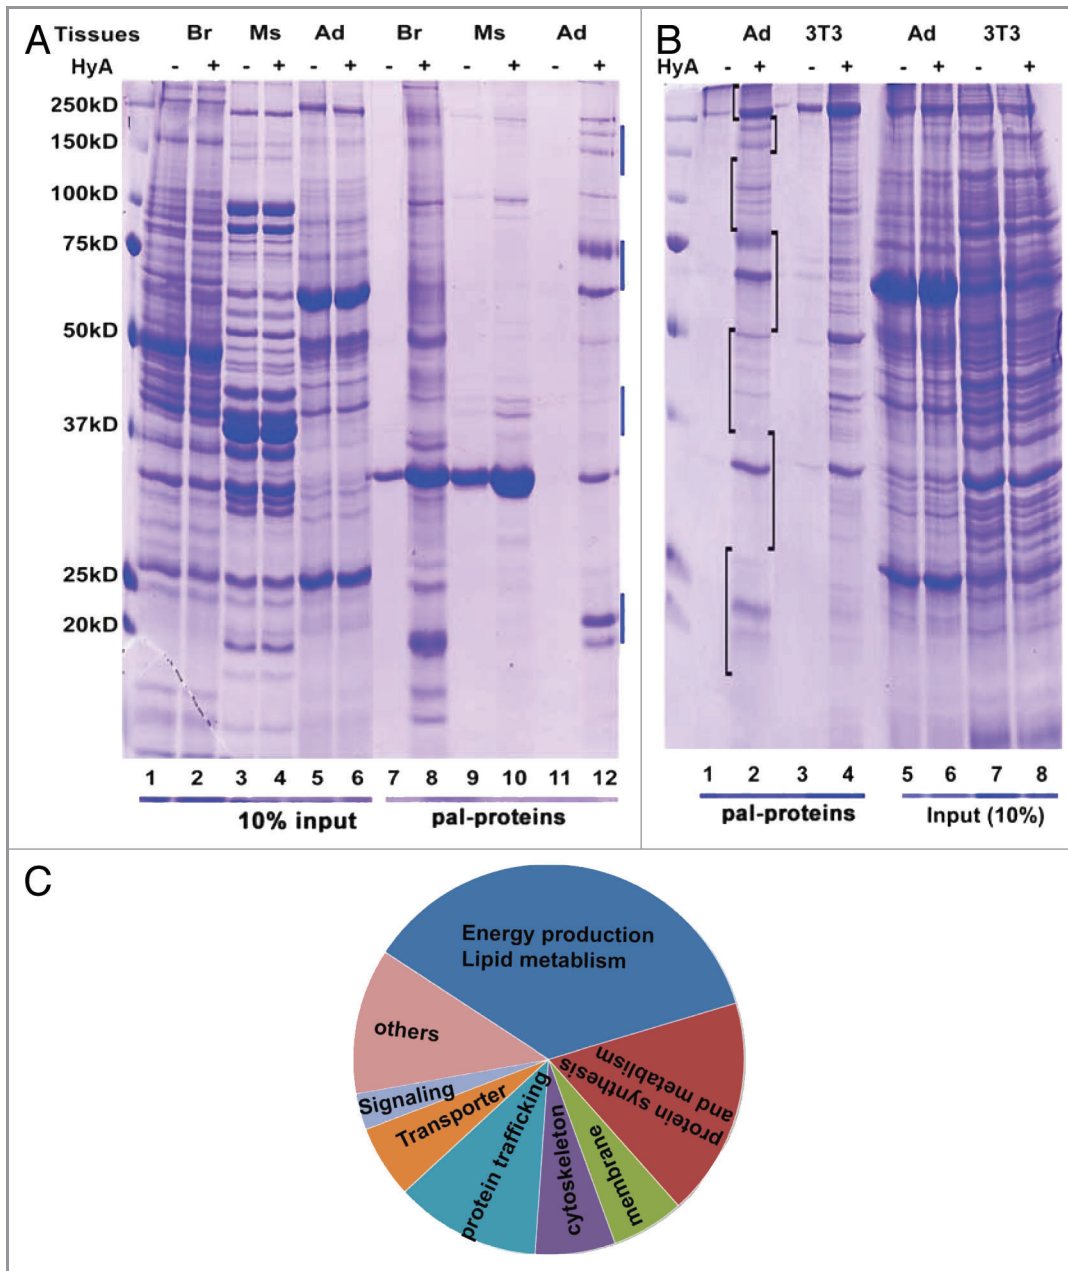 A
Tissues Br Ms Ad Br Ms Ad
HyA - + - + - + - + - + - +
250kD
150kD
100kD
75kD
50kD
37kD
25kD
20kD
1 2 3 4 5 6 7 8 9 10 11 12
10% input pal-proteins
B
Ad 3T3 Ad 3T3
HyA - + - + - + - +
1 2 3 4 5 6 7 8
pal-proteins Input (10%)
C
Energy production
Lipid metablism
protein synthesis
and metablism
membrane
cytoskeleton
protein trafficking
Transporter
Signaling
others